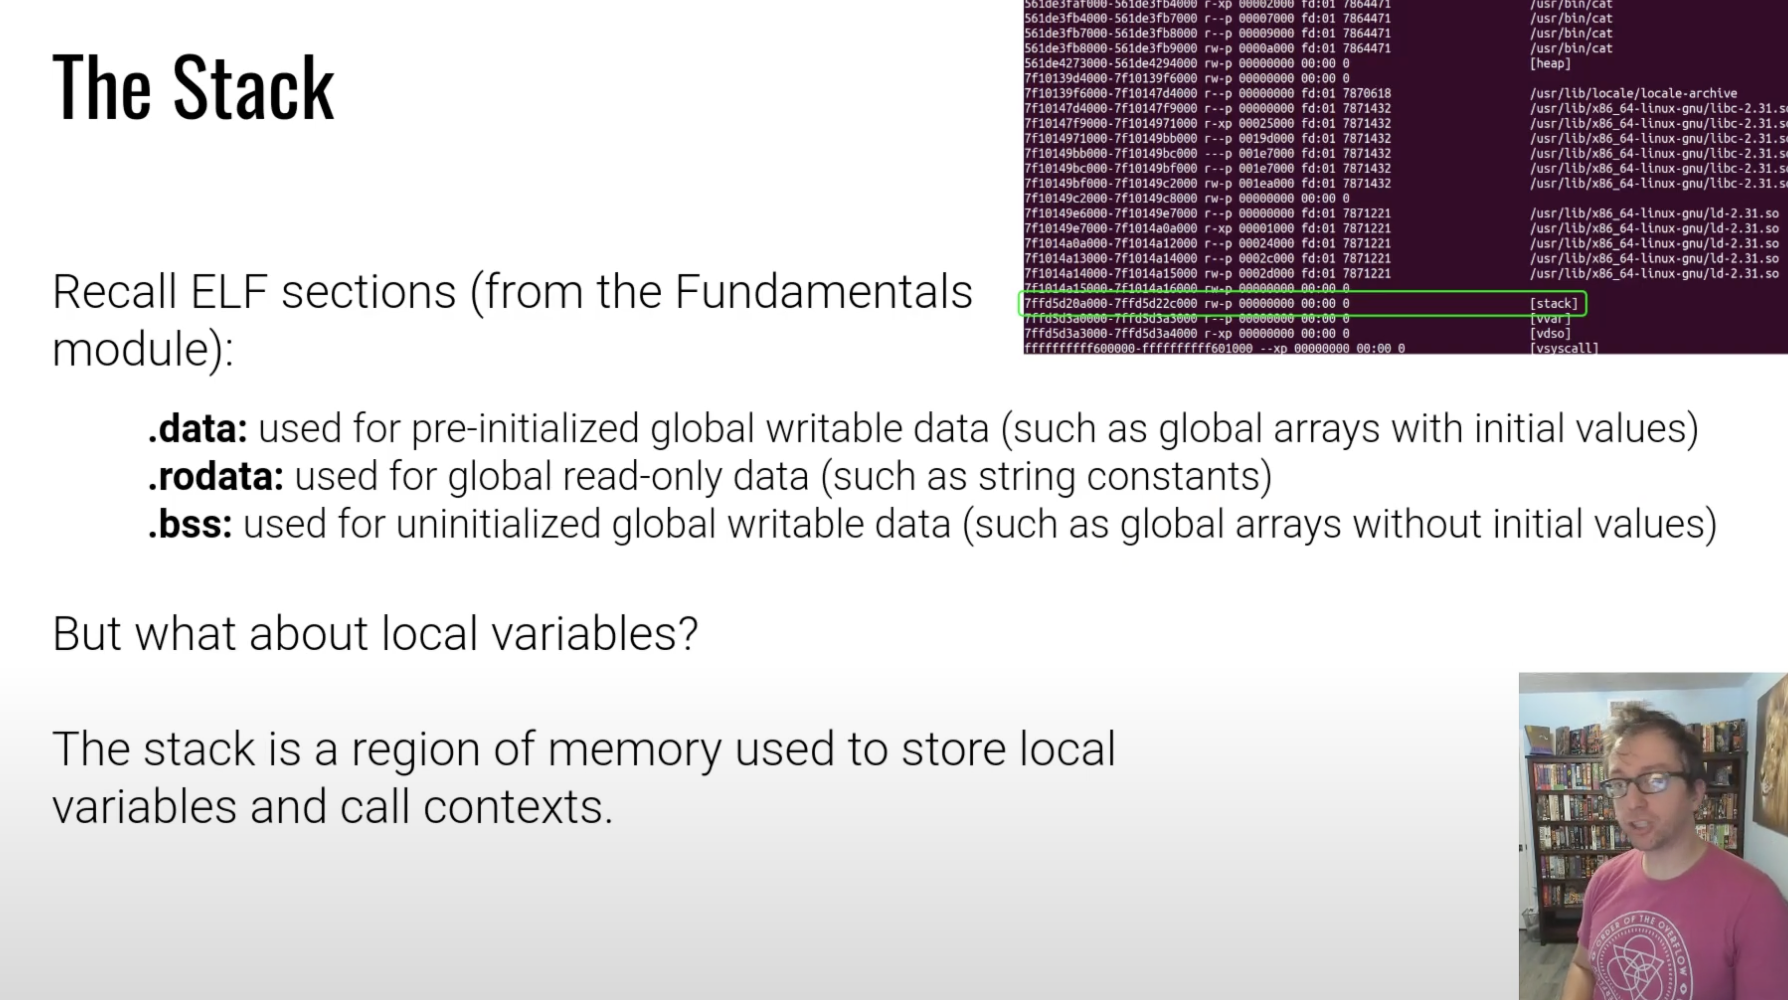 The Stack
561de3faf000-561de3fb4000 r-xp 00002000 fd:01 7864471 /usr/bin/cat
561de3fb4000-561de3fb7000 r--p 00007000 fd:01 7864471 /usr/bin/cat
561de3fb7000-561de3fb8000 r--p 00009000 fd:01 7864471 /usr/bin/cat
561de3fb8000-561de3fb9000 rw-p 0000a000 fd:01 7864471 /usr/bin/cat
561de4273000-561de4294000 rw-p 00000000 00:00 0 [heap]
7f10139d4000-7f10139f6000 rw-p 00000000 00:00 0
7f10139f6000-7f10147d4000 r--p 00000000 fd:01 7870618 /usr/lib/locale/locale-archive
7f10147d4000-7f10147f9000 r--p 00000000 fd:01 7871432 /usr/lib/x86_64-linux-gnu/libc-2.31.so
7f10147f9000-7f1014971000 r-xp 00025000 fd:01 7871432 /usr/lib/x86_64-linux-gnu/libc-2.31.so
7f1014971000-7f10149bb000 r--p 0019d000 fd:01 7871432 /usr/lib/x86_64-linux-gnu/libc-2.31.so
7f10149bb000-7f10149bc000 ---p 001e7000 fd:01 7871432 /usr/lib/x86_64-linux-gnu/libc-2.31.so
7f10149bc000-7f10149bf000 r--p 001e7000 fd:01 7871432 /usr/lib/x86_64-linux-gnu/libc-2.31.so
7f10149bf000-7f10149c2000 rw-p 001ea000 fd:01 7871432 /usr/lib/x86_64-linux-gnu/libc-2.31.so
7f10149c2000-7f10149c8000 rw-p 00000000 00:00 0
7f10149e6000-7f10149e7000 r--p 00000000 fd:01 7871221 /usr/lib/x86_64-linux-gnu/ld-2.31.so
7f10149e7000-7f1014a0a000 r-xp 00001000 fd:01 7871221 /usr/lib/x86_64-linux-gnu/ld-2.31.so
7f1014a0a000-7f1014a12000 r--p 00024000 fd:01 7871221 /usr/lib/x86_64-linux-gnu/ld-2.31.so
7f1014a13000-7f1014a14000 r--p 0002c000 fd:01 7871221 /usr/lib/x86_64-linux-gnu/ld-2.31.so
7f1014a14000-7f1014a15000 rw-p 0002d000 fd:01 7871221 /usr/lib/x86_64-linux-gnu/ld-2.31.so
7f1014a15000-7f1014a16000 rw-p 00000000 00:00 0
7ffd5d20a000-7ffd5d22c000 rw-p 00000000 00:00 0 [stack]
7ffd5d3a0000-7ffd5d3a3000 r--p 00000000 00:00 0 [vvar]
7ffd5d3a3000-7ffd5d3a4000 r-xp 00000000 00:00 0 [vdso]
ffffffffff600000-ffffffffff601000 --xp 00000000 00:00 0 [vsyscall]
Recall ELF sections (from the Fundamentals
module):
.data: used for pre-initialized global writable data (such as global arrays with initial values)
.rodata: used for global read-only data (such as string constants)
.bss: used for uninitialized global writable data (such as global arrays without initial values)
But what about local variables?
The stack is a region of memory used to store local
variables and call contexts.
ORDER OF THE OVERFLOW